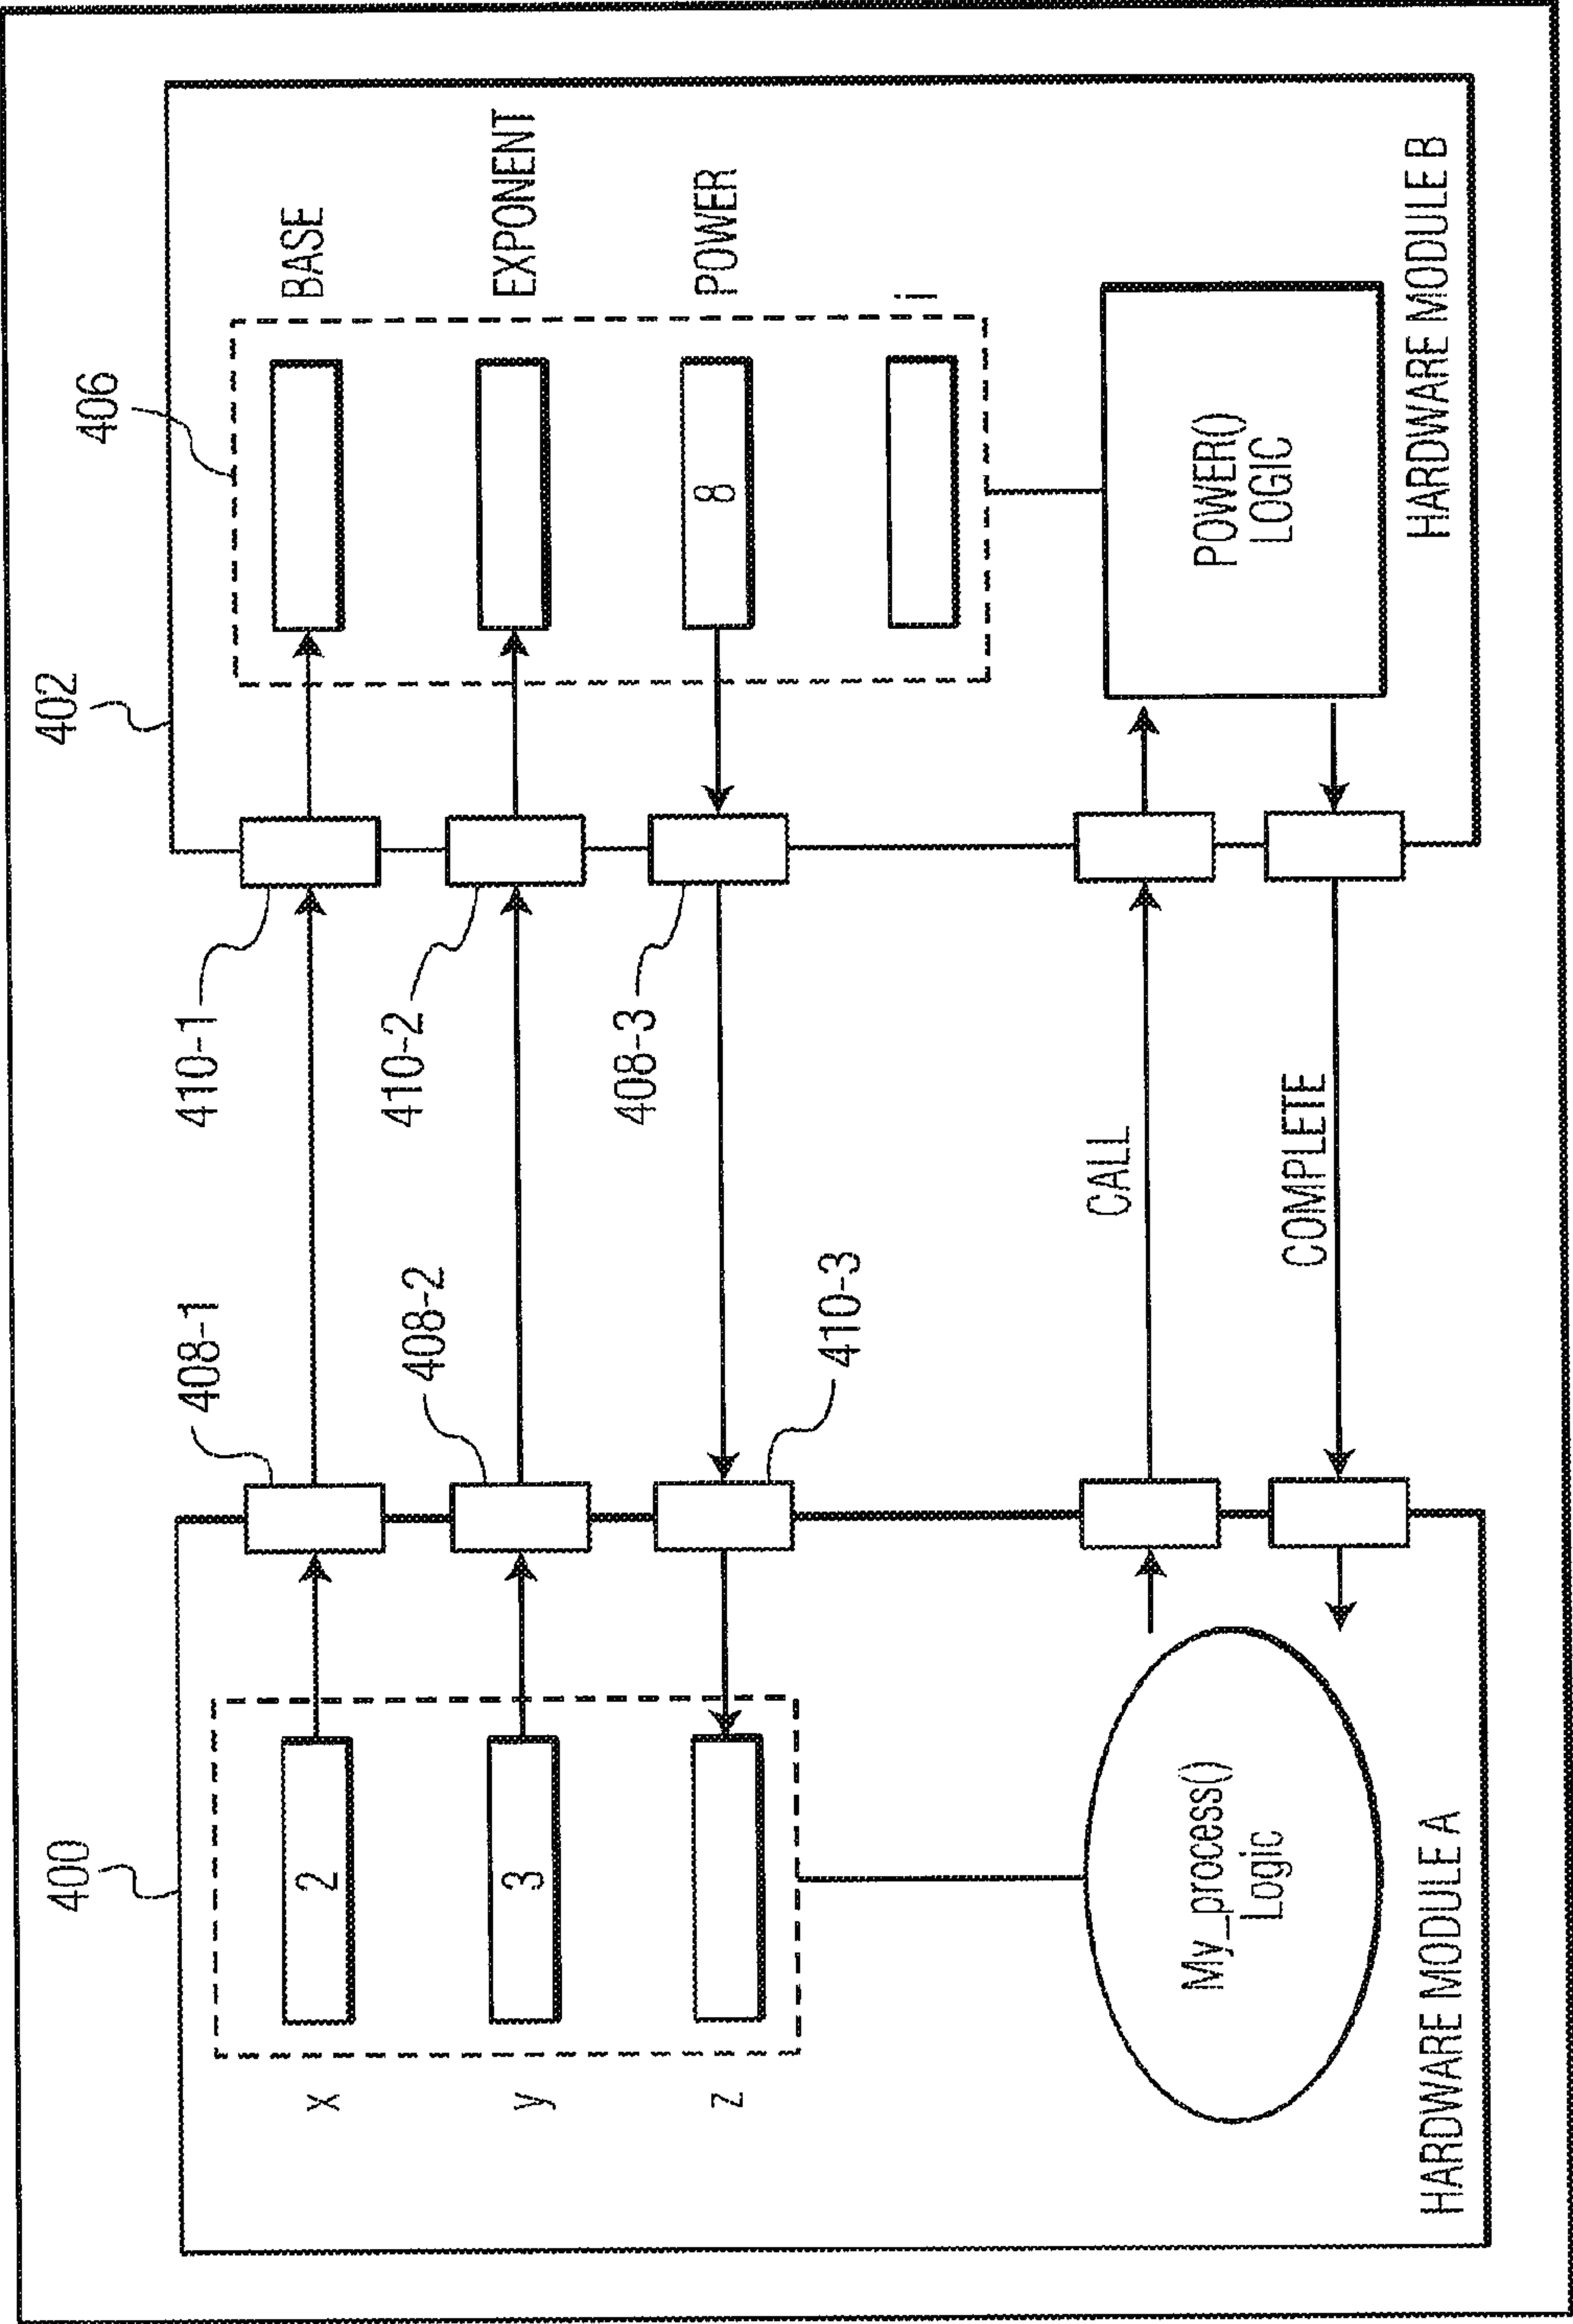 400
402
406
408-1
410-1
x
2
BASE
408-2
410-2
y
3
EXPONENT
410-3
408-3
z
8
POWER
i
CALL
My_process()
Logic
COMPLETE
POWER()
LOGIC
HARDWARE MODULE A
HARDWARE MODULE B